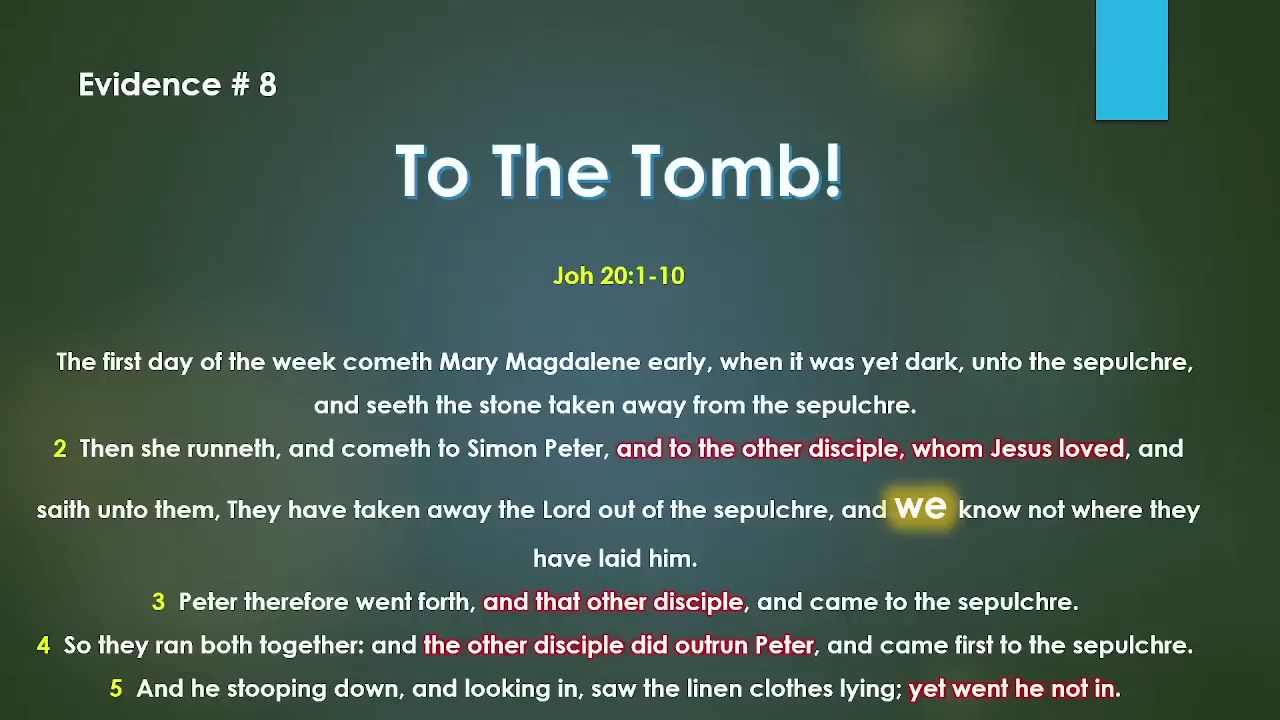 Evidence # 8
To The Tomb!
Joh 20:1-10
The first day of the week cometh Mary Magdalene early, when it was yet dark, unto the sepulchre,
and seeth the stone taken away from the sepulchre.
2 Then she runneth, and cometh to Simon Peter, and to the other disciple, whom Jesus loved, and
saith unto them, They have taken away the Lord out of the sepulchre, and we know not where they
have laid him.
3 Peter therefore went forth, and that other disciple, and came to the sepulchre.
4 So they ran both together: and the other disciple did outrun Peter, and came first to the sepulchre.
5 And he stooping down, and looking in, saw the linen clothes lying; yet went he not in.